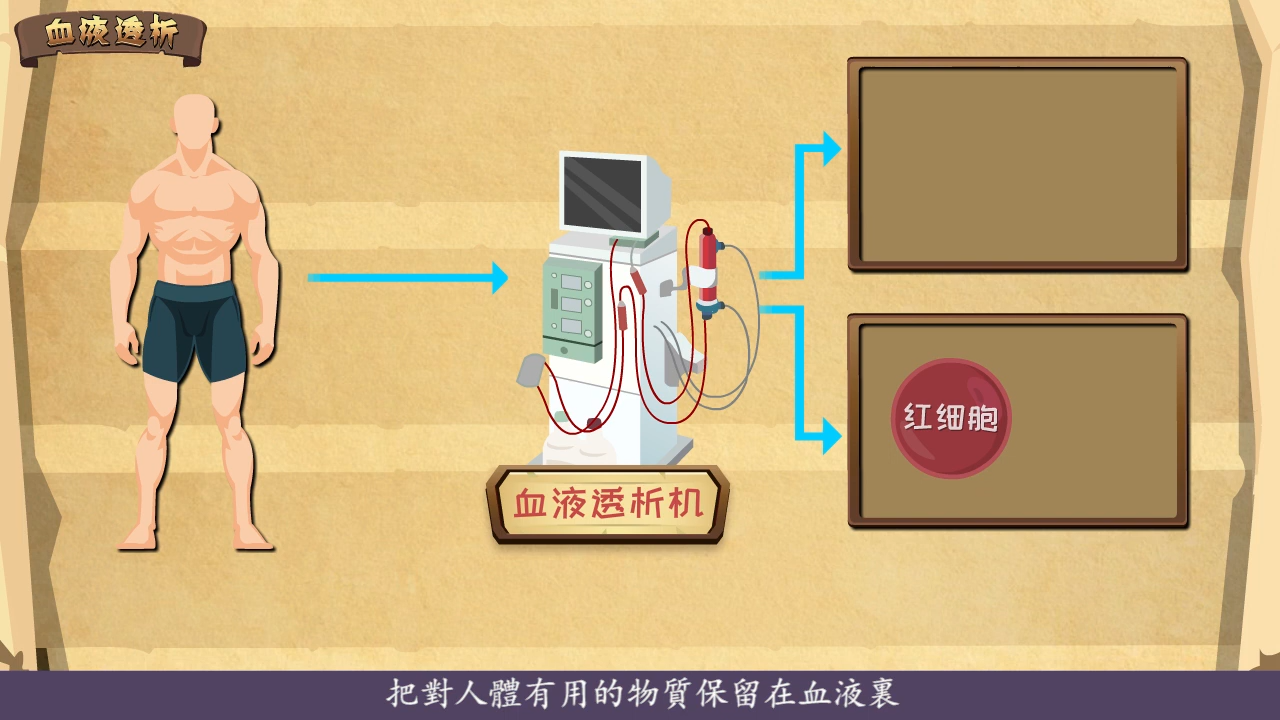 血液透析
红细胞
血液透析机
把對人體有用的物質保留在血液裏